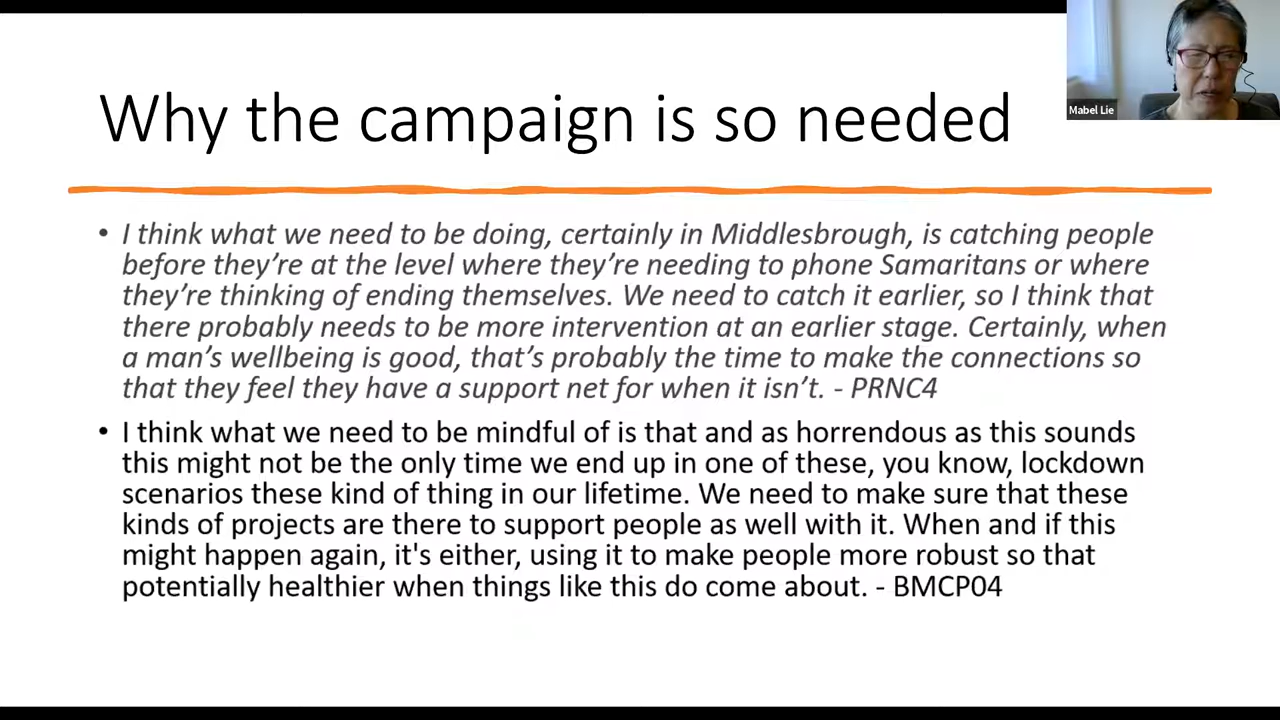 Why the campaign is so needed
Mabel Lie
• I think what we need to be doing, certainly in Middlesbrough, is catching people
before they’re at the level where they’re needing to phone Samaritans or where
they’re thinking of ending themselves. We need to catch it earlier, so I think that
there probably needs to be more intervention at an earlier stage. Certainly, when
a man’s wellbeing is good, that’s probably the time to make the connections so
that they feel they have a support net for when it isn’t. - PRNC4
• I think what we need to be mindful of is that and as horrendous as this sounds
this might not be the only time we end up in one of these, you know, lockdown
scenarios these kind of thing in our lifetime. We need to make sure that these
kinds of projects are there to support people as well with it. When and if this
might happen again, it's either, using it to make people more robust so that
potentially healthier when things like this do come about. - BMCP04